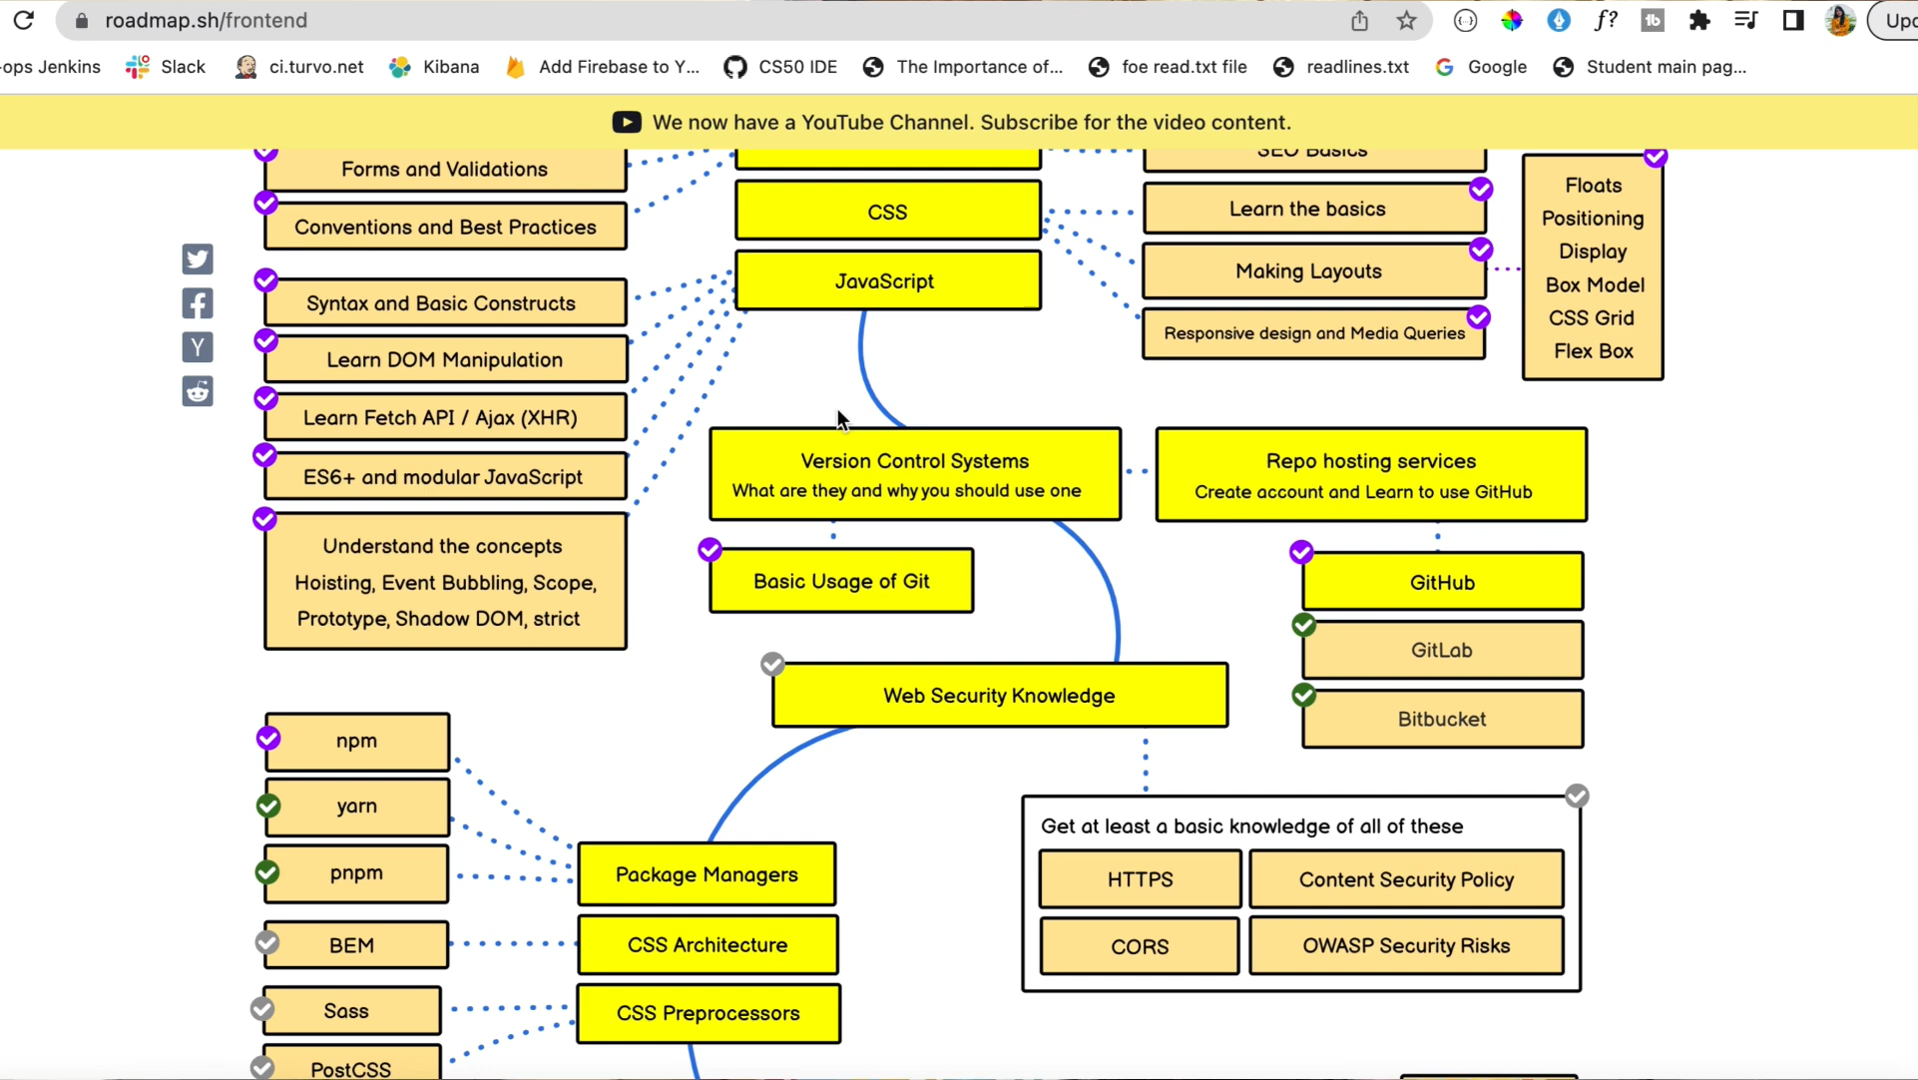 roadmap.sh/frontend
Upc
-ops Jenkins
Slack
ci.turvo.net
Kibana
Add Firebase to Y...
CS50 IDE
The Importance of...
foe read.txt file
readlines.txt
Google
Student main pag...
We now have a YouTube Channel. Subscribe for the video content.
Forms and Validations
SEO Basics
Floats
Positioning
Display
Box Model
CSS Grid
Flex Box
Conventions and Best Practices
CSS
Learn the basics
JavaScript
Making Layouts
Syntax and Basic Constructs
Responsive design and Media Queries
Learn DOM Manipulation
Learn Fetch API / Ajax (XHR)
ES6+ and modular JavaScript
Version Control Systems
What are they and why you should use one
Repo hosting services
Create account and Learn to use GitHub
Understand the concepts
Hoisting, Event Bubbling, Scope,
Prototype, Shadow DOM, strict
Basic Usage of Git
GitHub
GitLab
Bitbucket
Web Security Knowledge
npm
yarn
pnpm
Package Managers
Get at least a basic knowledge of all of these
HTTPS
Content Security Policy
CORS
OWASP Security Risks
BEM
CSS Architecture
Sass
CSS Preprocessors
PostCSS